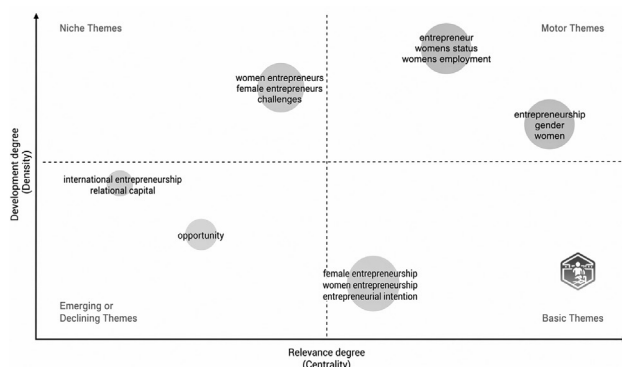 Niche Themes
Motor Themes
entrepreneur
womens status
womens employment
women entrepreneurs
female entrepreneurs
challenges
entrepreneurship
gender
women
Development degree
(Denisity)
international entrepreneurship
relational capital
opportunity
female entrepreneurship
women entrepreneurship
entrepreneurial intention
Emerging or
Declining Themes
Basic Themes
Relevance degree
(Centrality)